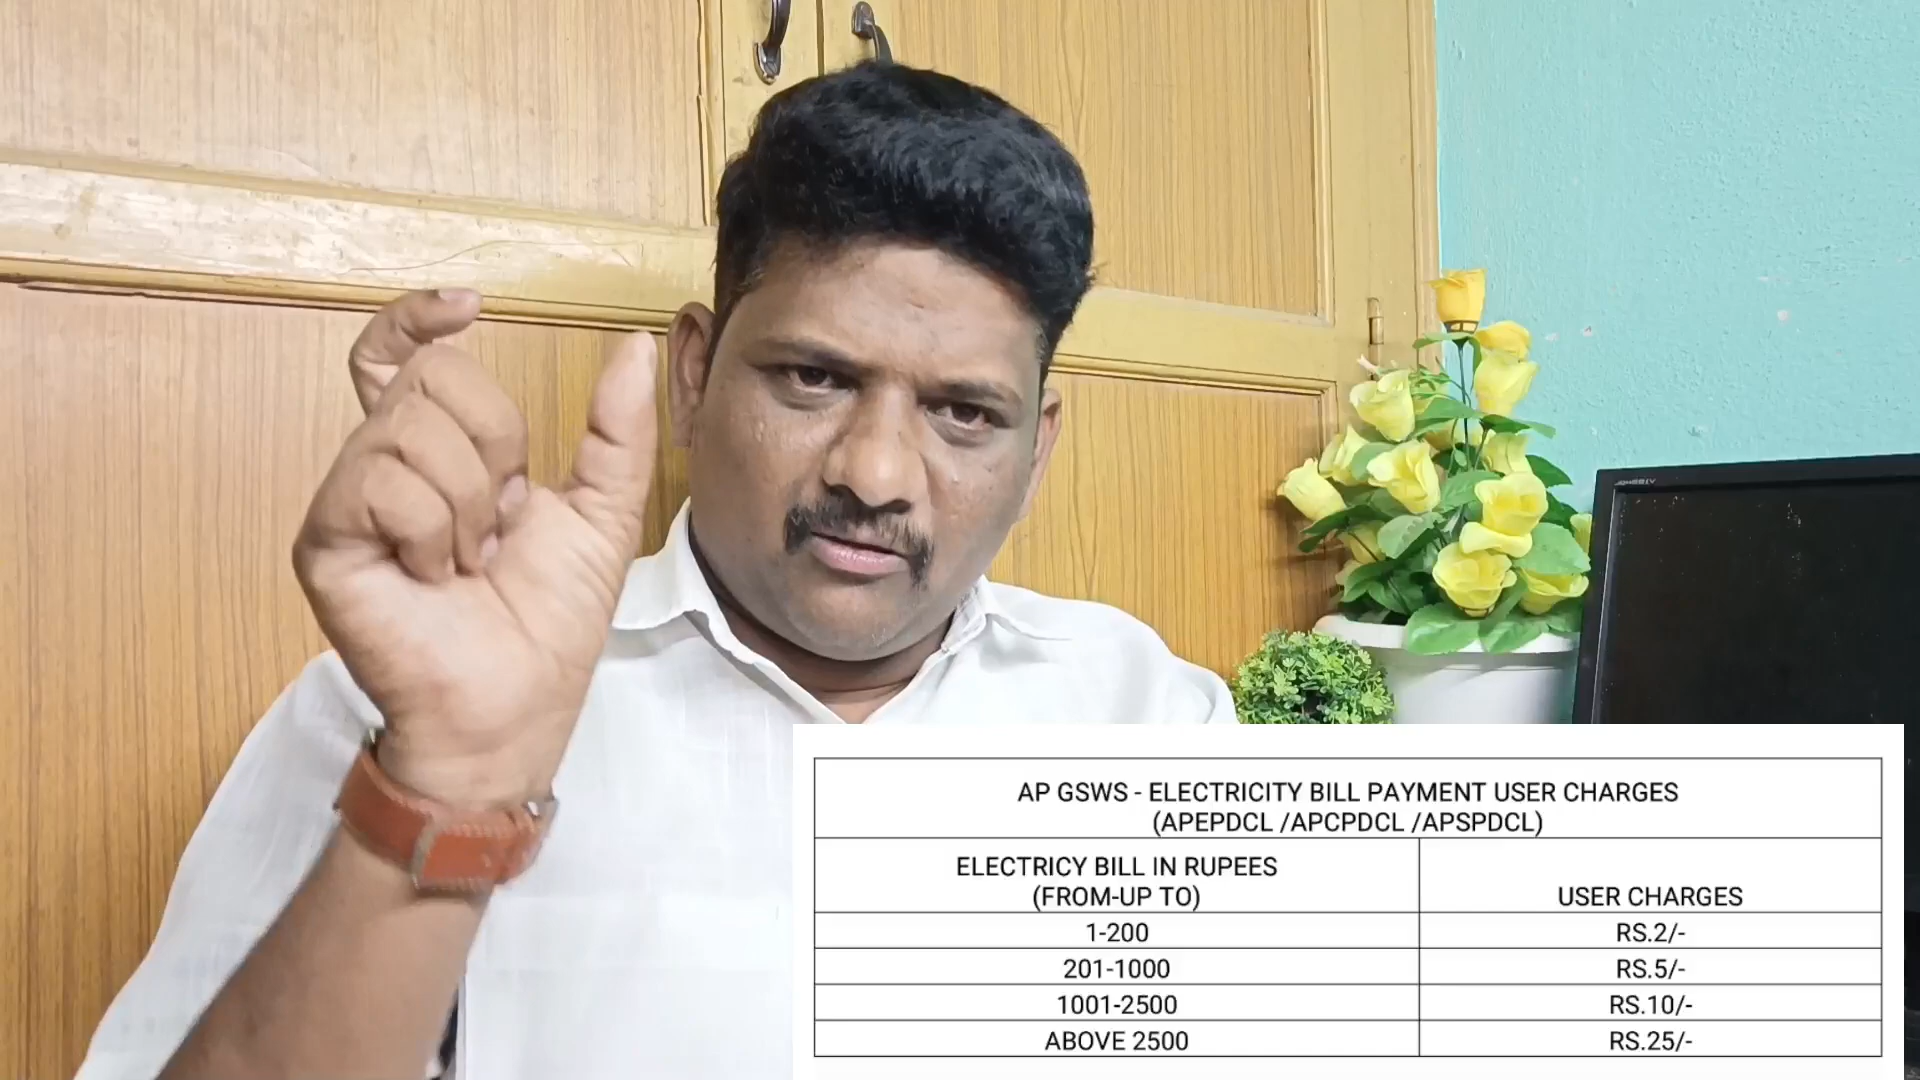 AP GSWS - ELECTRICITY BILL PAYMENT USER CHARGES
(APEPDCL /APCPDCL /APSPDCL)
ELECTRICY BILL IN RUPEES
(FROM-UP TO)
USER CHARGES
1-200 RS.2/-
201-1000 RS.5/-
1001-2500 RS.10/-
ABOVE 2500 RS.25/-